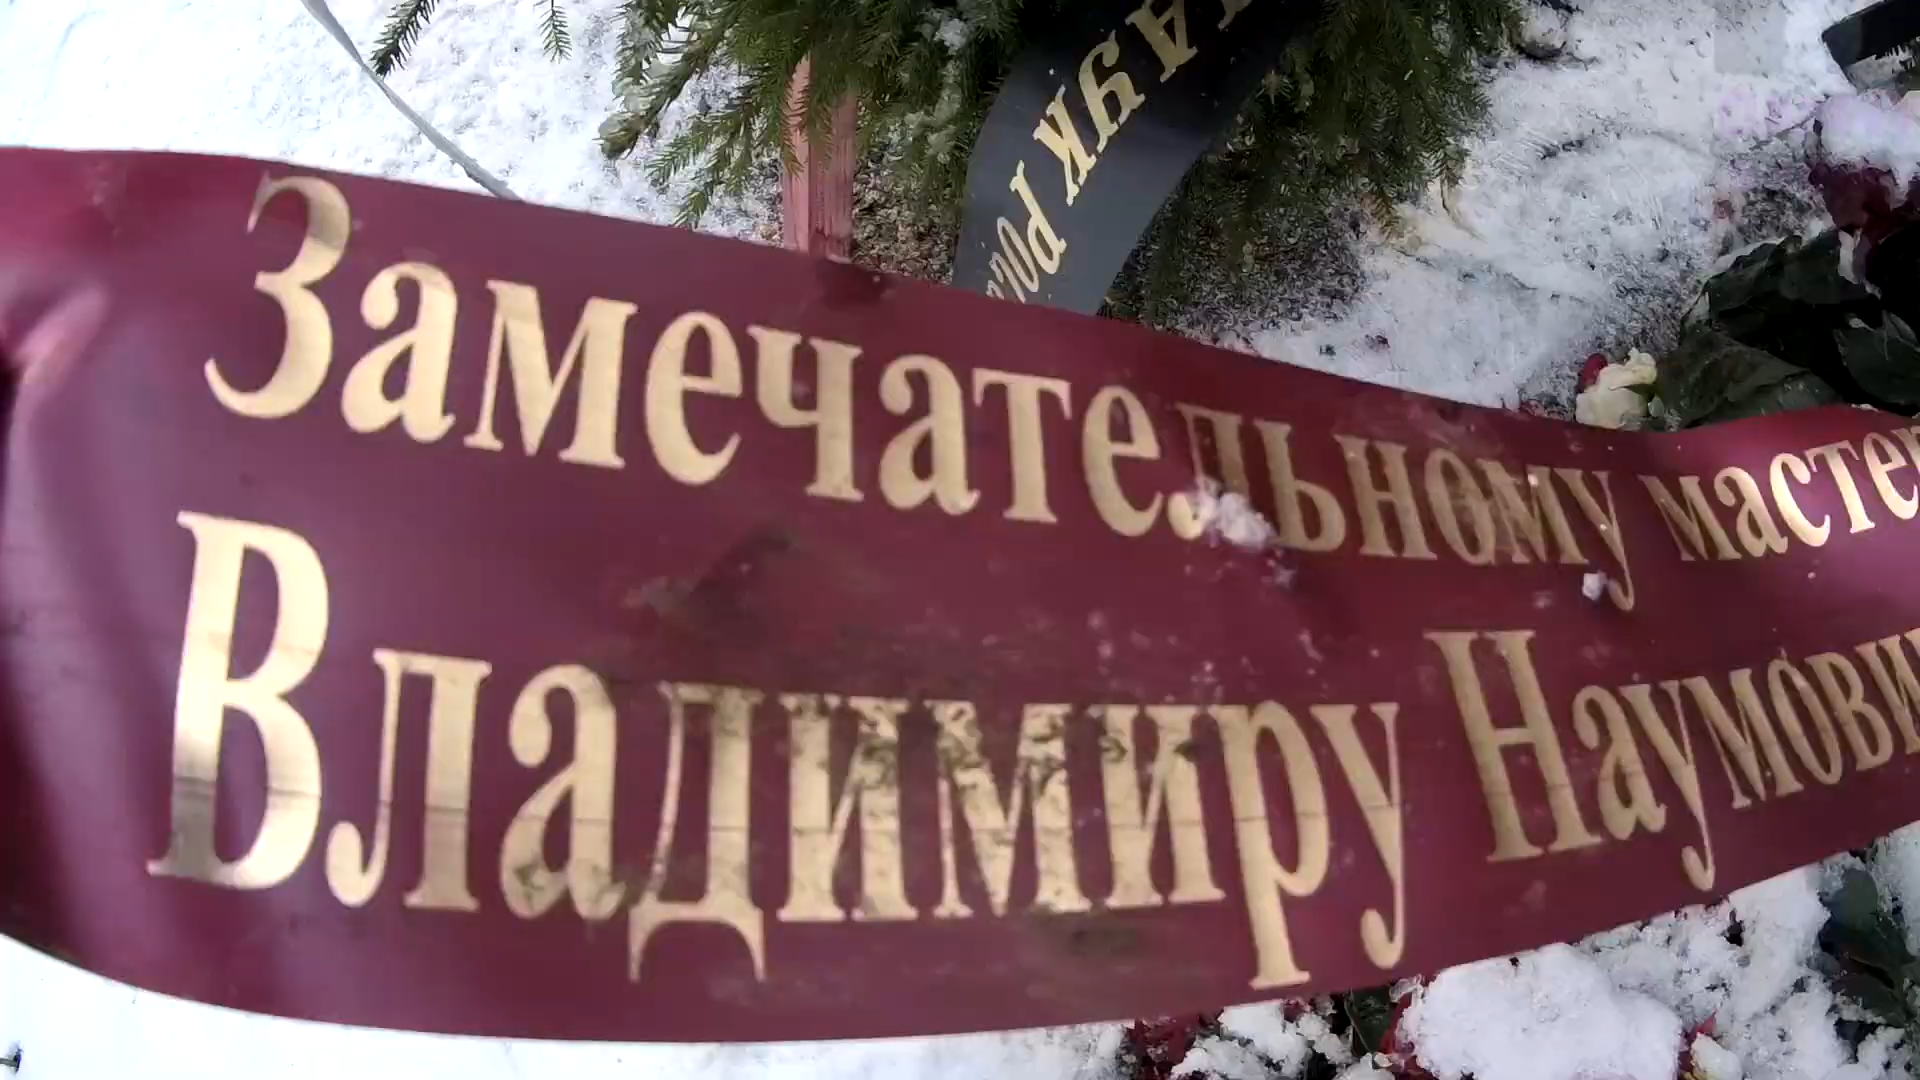 Замечательному масте
Владимиру Наумови